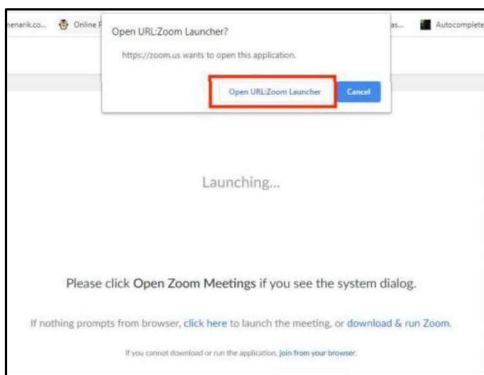 Online
as...
Autocomplete
Open URL:Zoom Launcher?
https://zoom.us wants to open this application.
Open URL:Zoom Launcher Cancel
Launching...
Please click Open Zoom Meetings if you see the system dialog.
If nothing prompts from browser, click here to launch the meeting, or download & run Zoom.
If you cannot download or run the application, join from your browser.